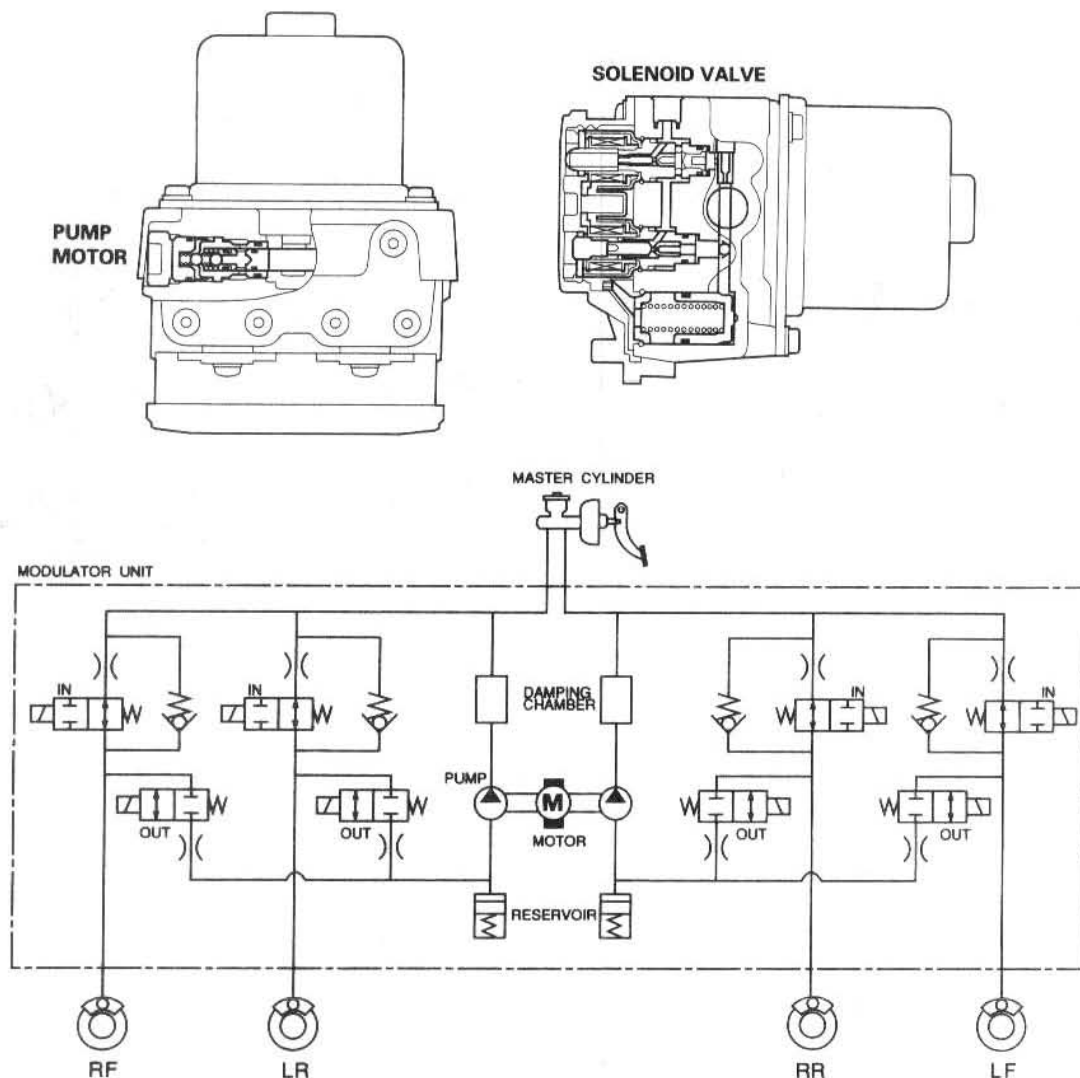 SOLENOID VALVE
PUMP
MOTOR
MASTER CYLINDER
MODULATOR UNIT
IN
IN
DAMPING
CHAMBER
IN
IN
PUMP
M
OUT
OUT
MOTOR
OUT
OUT
RESERVOIR
RF
LR
RR
LF